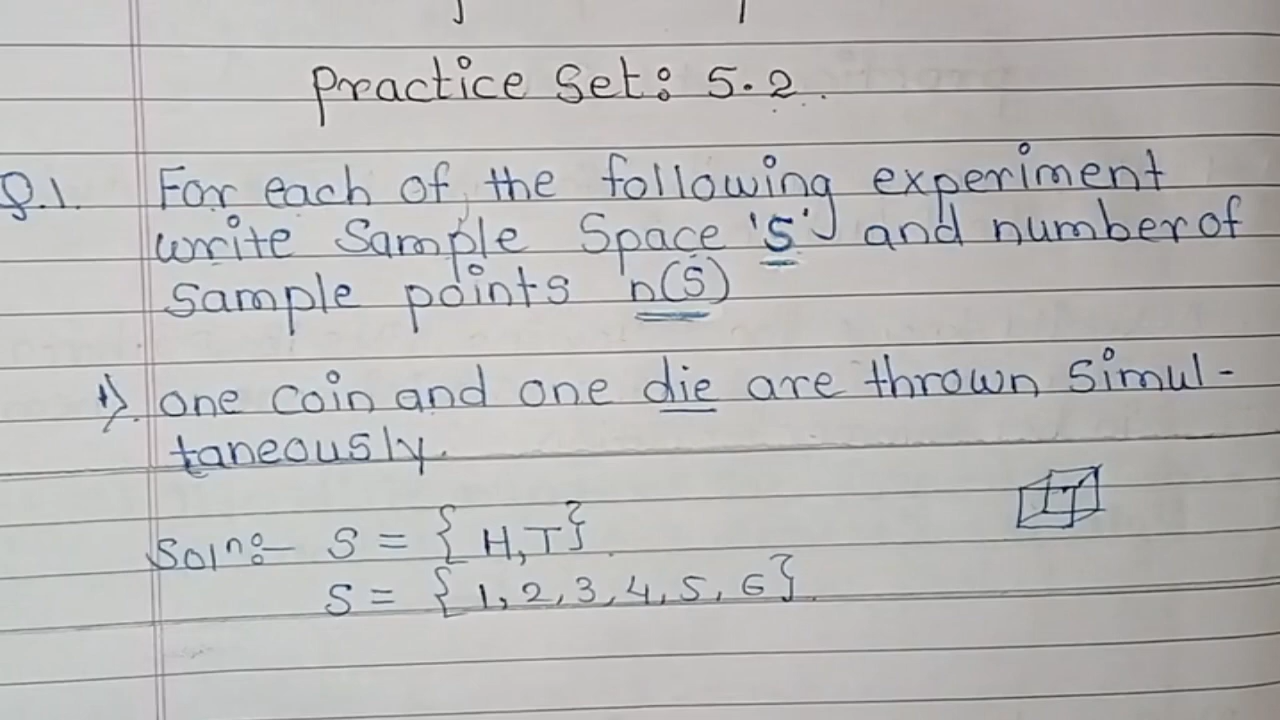 Practice Set: 5.2.
Q.1. For each of the following experiment
write Sample Space 'S' and number of
sample points n(S)
1). one coin and one die are thrown simul-
taneously.
Soln:- S = { H, T}.
S = { 1, 2, 3, 4, 5, 6}.